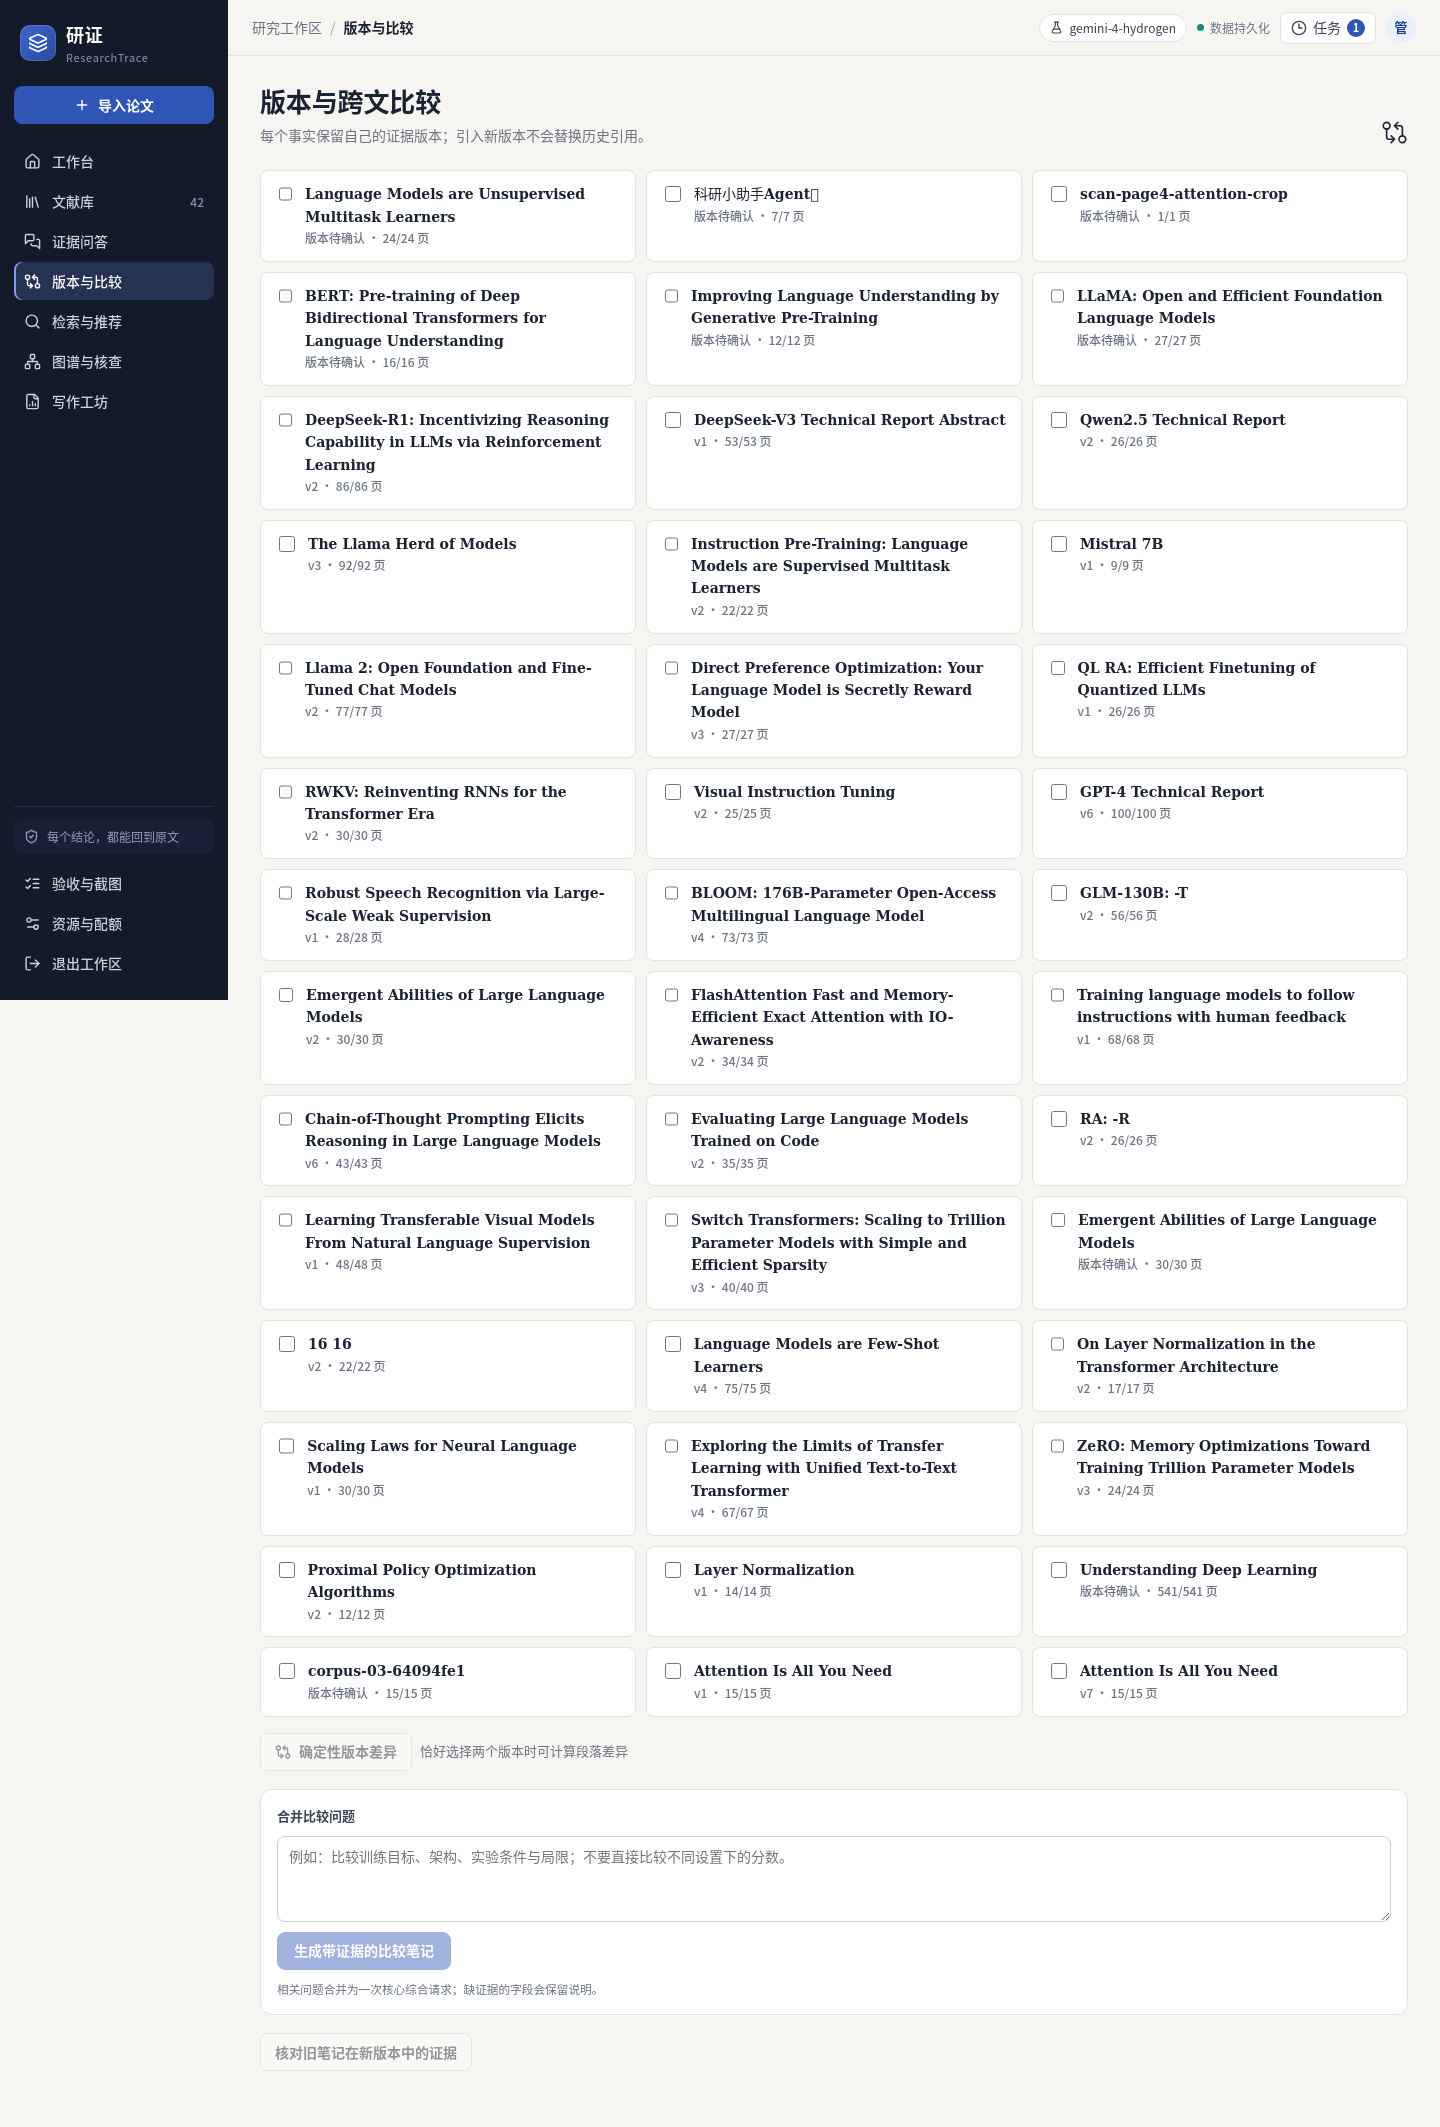 研证
ResearchTrace
导入论文
工作台
文献库 42
证据问答
版本与比较
检索与推荐
图谱与核查
写作工坊
每个结论，都能回到原文
验收与截图
资源与配额
退出工作区
研究工作区 / 版本与比较
gemini-4-hydrogen
数据持久化
任务 1
管
版本与跨文比较
每个事实保留自己的证据版本；引入新版本不会替换历史引用。
Language Models are Unsupervised
Multitask Learners
版本待确认 · 24/24 页
科研小助手Agent
版本待确认 · 7/7 页
scan-page4-attention-crop
版本待确认 · 1/1 页
BERT: Pre-training of Deep
Bidirectional Transformers for
Language Understanding
版本待确认 · 16/16 页
Improving Language Understanding by
Generative Pre-Training
版本待确认 · 12/12 页
LLaMA: Open and Efficient Foundation
Language Models
版本待确认 · 27/27 页
DeepSeek-R1: Incentivizing Reasoning
Capability in LLMs via Reinforcement
Learning
v2 · 86/86 页
DeepSeek-V3 Technical Report Abstract
v1 · 53/53 页
Qwen2.5 Technical Report
v2 · 26/26 页
The Llama Herd of Models
v3 · 92/92 页
Instruction Pre-Training: Language
Models are Supervised Multitask
Learners
v2 · 22/22 页
Mistral 7B
v1 · 9/9 页
Llama 2: Open Foundation and Fine-
Tuned Chat Models
v2 · 77/77 页
Direct Preference Optimization: Your
Language Model is Secretly Reward
Model
v3 · 27/27 页
QL RA: Efficient Finetuning of
Quantized LLMs
v1 · 26/26 页
RWKV: Reinventing RNNs for the
Transformer Era
v2 · 30/30 页
Visual Instruction Tuning
v2 · 25/25 页
GPT-4 Technical Report
v6 · 100/100 页
Robust Speech Recognition via Large-
Scale Weak Supervision
v1 · 28/28 页
BLOOM: 176B-Parameter Open-Access
Multilingual Language Model
v4 · 73/73 页
GLM-130B: -T
v2 · 56/56 页
Emergent Abilities of Large Language
Models
v2 · 30/30 页
FlashAttention Fast and Memory-
Efficient Exact Attention with IO-
Awareness
v2 · 34/34 页
Training language models to follow
instructions with human feedback
v1 · 68/68 页
Chain-of-Thought Prompting Elicits
Reasoning in Large Language Models
v6 · 43/43 页
Evaluating Large Language Models
Trained on Code
v2 · 35/35 页
RA: -R
v2 · 26/26 页
Learning Transferable Visual Models
From Natural Language Supervision
v1 · 48/48 页
Switch Transformers: Scaling to Trillion
Parameter Models with Simple and
Efficient Sparsity
v3 · 40/40 页
Emergent Abilities of Large Language
Models
版本待确认 · 30/30 页
16 16
v2 · 22/22 页
Language Models are Few-Shot
Learners
v4 · 75/75 页
On Layer Normalization in the
Transformer Architecture
v2 · 17/17 页
Scaling Laws for Neural Language
Models
v1 · 30/30 页
Exploring the Limits of Transfer
Learning with Unified Text-to-Text
Transformer
v4 · 67/67 页
ZeRO: Memory Optimizations Toward
Training Trillion Parameter Models
v3 · 24/24 页
Proximal Policy Optimization
Algorithms
v2 · 12/12 页
Layer Normalization
v1 · 14/14 页
Understanding Deep Learning
版本待确认 · 541/541 页
corpus-03-64094fe1
版本待确认 · 15/15 页
Attention Is All You Need
v1 · 15/15 页
Attention Is All You Need
v7 · 15/15 页
确定性版本差异 恰好选择两个版本时可计算段落差异
合并比较问题
例如：比较训练目标、架构、实验条件与局限；不要直接比较不同设置下的分数。
生成带证据的比较笔记
相关问题合并为一次核心综合请求；缺证据的字段会保留说明。
核对旧笔记在新版本中的证据